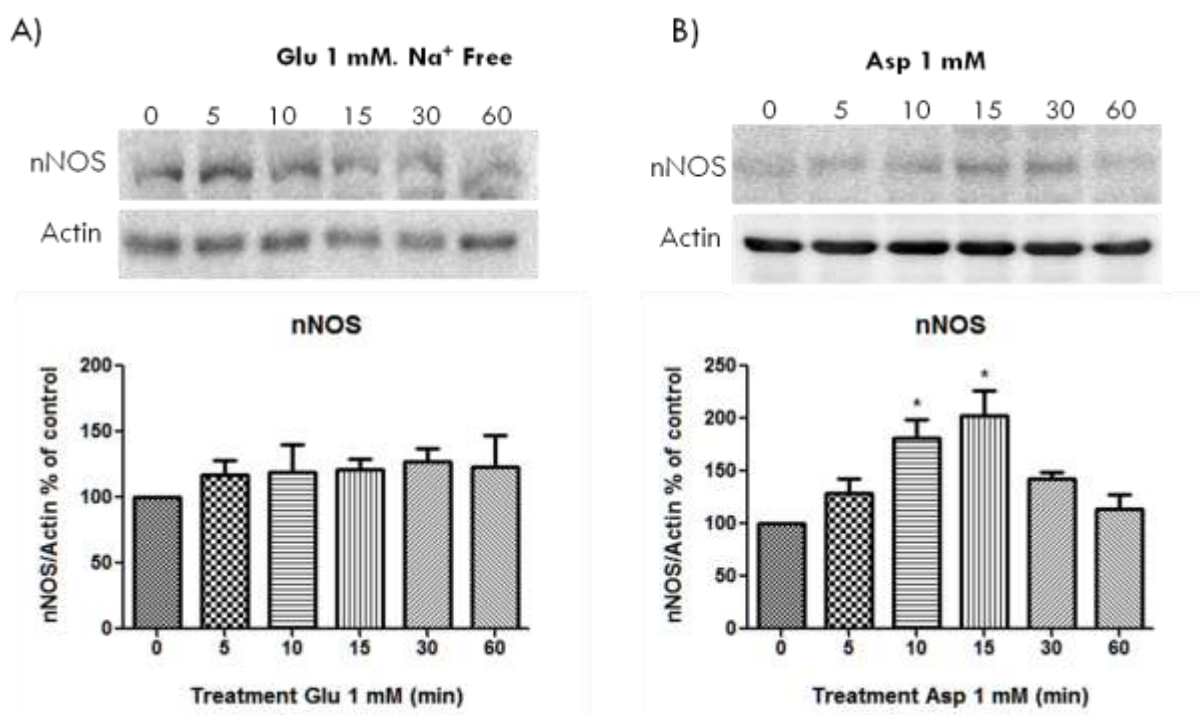 A)
Glu 1 mM. Na⁺ Free
0 5 10 15 30 60
nNOS
Actin
nNOS
200
150
100
50
0
nNOS/Actin % of control
0 5 10 15 30 60
Treatment Glu 1 mM (min)
B)
Asp 1 mM
0 5 10 15 30 60
nNOS
Actin
nNOS
250
200
150
100
50
0
nNOS/Actin % of control
* *
0 5 10 15 30 60
Treatment Asp 1 mM (min)